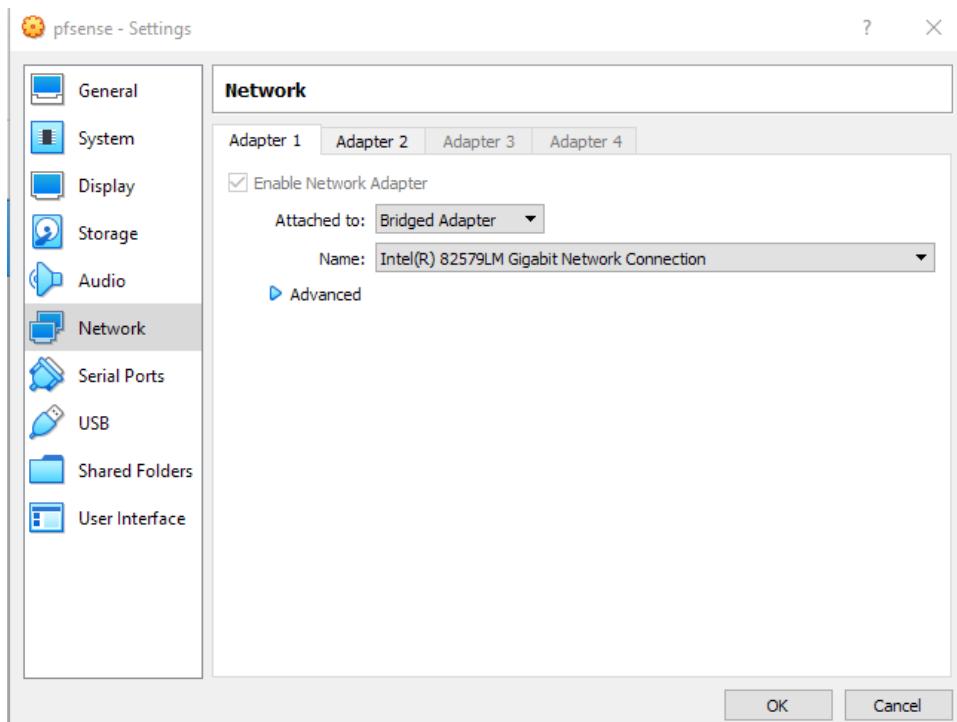 pfsense - Settings
?
General
System
Display
Storage
Audio
Network
Serial Ports
USB
Shared Folders
User Interface
Network
Adapter 1 Adapter 2 Adapter 3 Adapter 4
Enable Network Adapter
Attached to: Bridged Adapter
Name: Intel(R) 82579LM Gigabit Network Connection
Advanced
OK Cancel